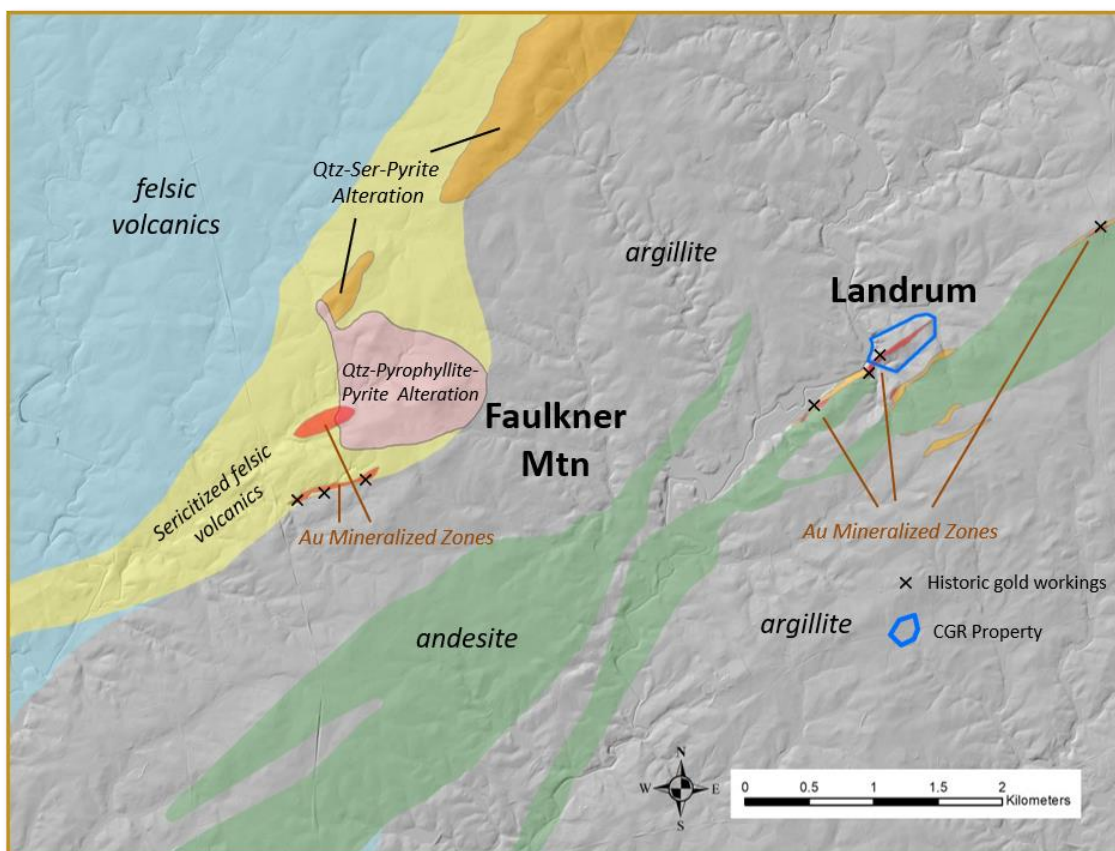 Qtz-Ser-Pyrite
Alteration
felsic
volcanics
argillite
Landrum
Qtz-Pyrophyllite-
Pyrite Alteration
Faulkner
Mtn
Sericitized felsic
volcanics
Au Mineralized Zones
Au Mineralized Zones
Historic gold workings
andesite
argillite
CGR Property
N
W
E
S
0 0.5 1 1.5 2
Kilometers